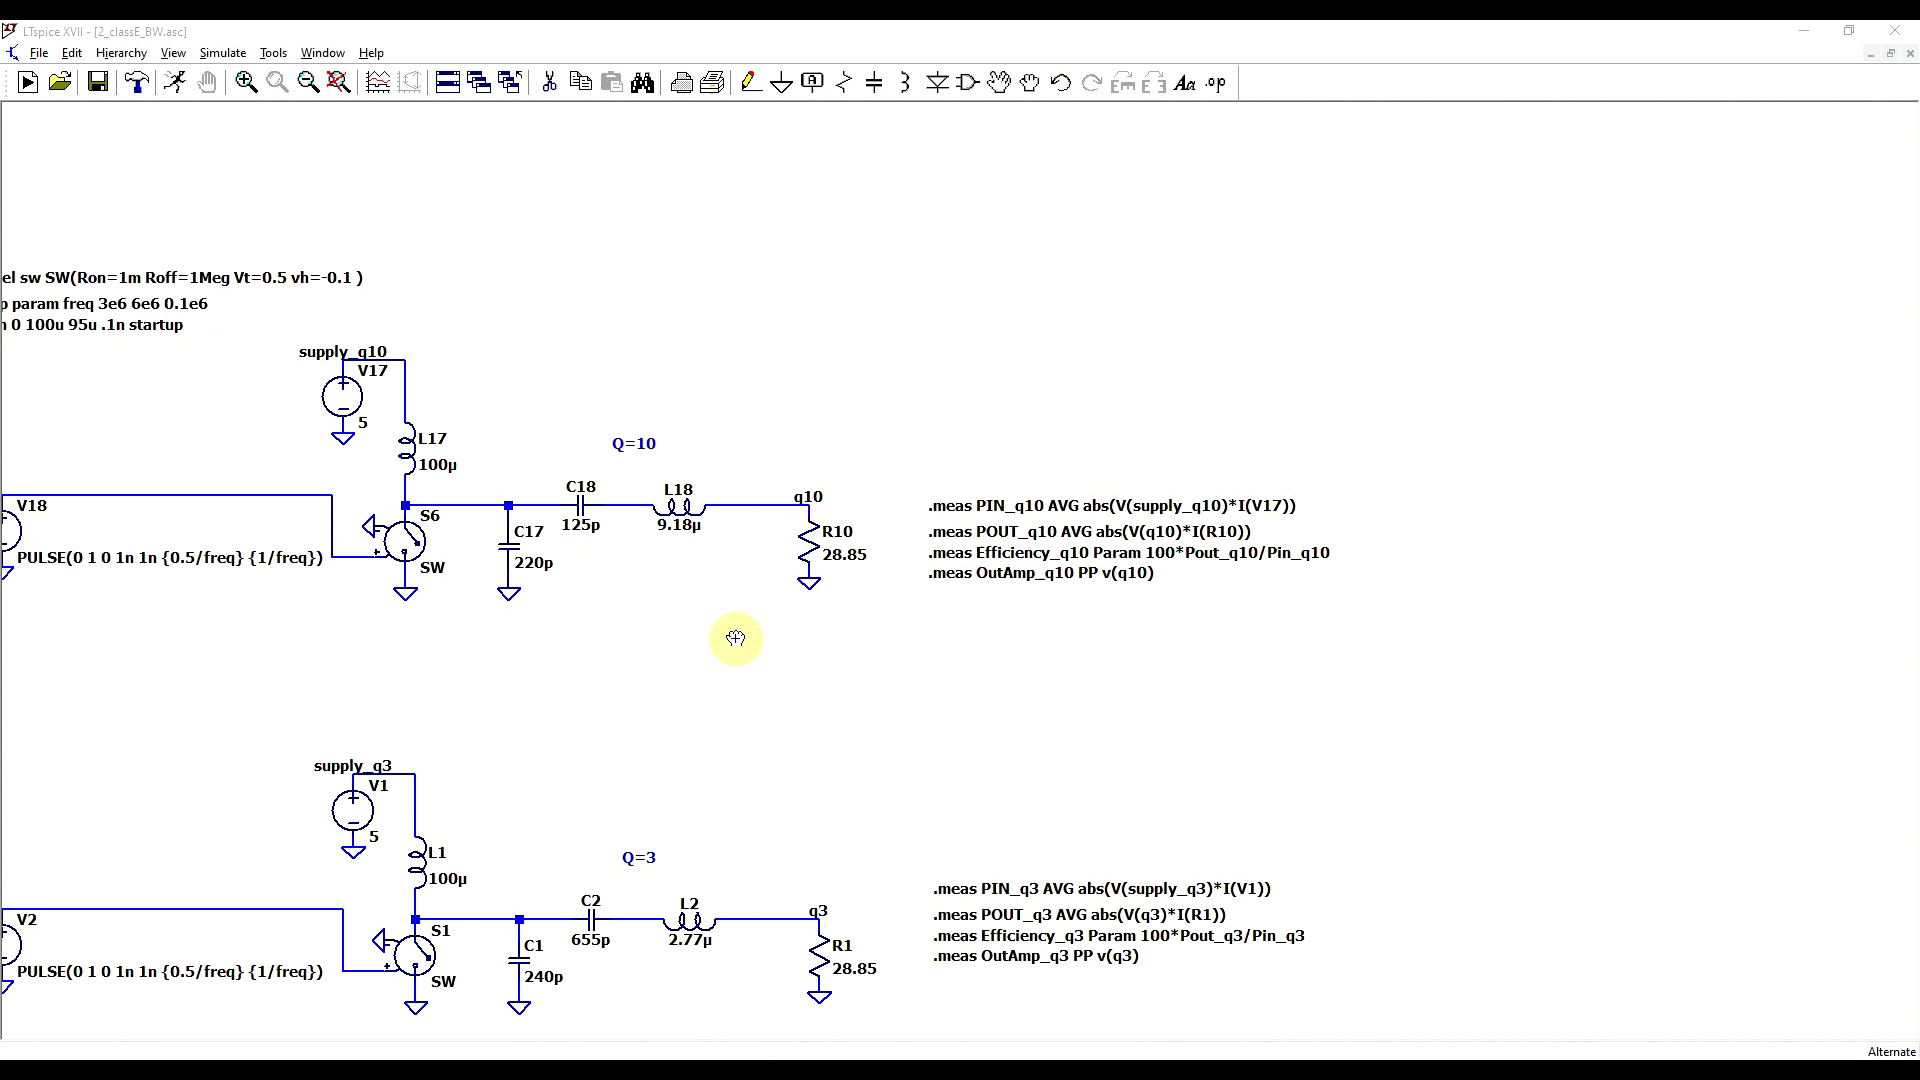 LTspice XVII - [2_classE_BW.asc]
File Edit Hierarchy View Simulate Tools Window Help
.op
el sw SW(Ron=1m Roff=1Meg Vt=0.5 vh=-0.1 )
p param freq 3e6 6e6 0.1e6
n 0 100u 95u .1n startup
supply_q10
V17
5
L17
100µ
Q=10
V18
PULSE(0 1 0 1n 1n {0.5/freq} {1/freq})
S6
SW
C17
220p
C18
125p
L18
9.18µ
q10
R10
28.85
.meas PIN_q10 AVG abs(V(supply_q10)*I(V17))
.meas POUT_q10 AVG abs(V(q10)*I(R10))
.meas Efficiency_q10 Param 100*Pout_q10/Pin_q10
.meas OutAmp_q10 PP v(q10)
supply_q3
V1
5
L1
100µ
Q=3
V2
PULSE(0 1 0 1n 1n {0.5/freq} {1/freq})
S1
SW
C1
240p
C2
655p
L2
2.77µ
q3
R1
28.85
.meas PIN_q3 AVG abs(V(supply_q3)*I(V1))
.meas POUT_q3 AVG abs(V(q3)*I(R1))
.meas Efficiency_q3 Param 100*Pout_q3/Pin_q3
.meas OutAmp_q3 PP v(q3)
Alternate